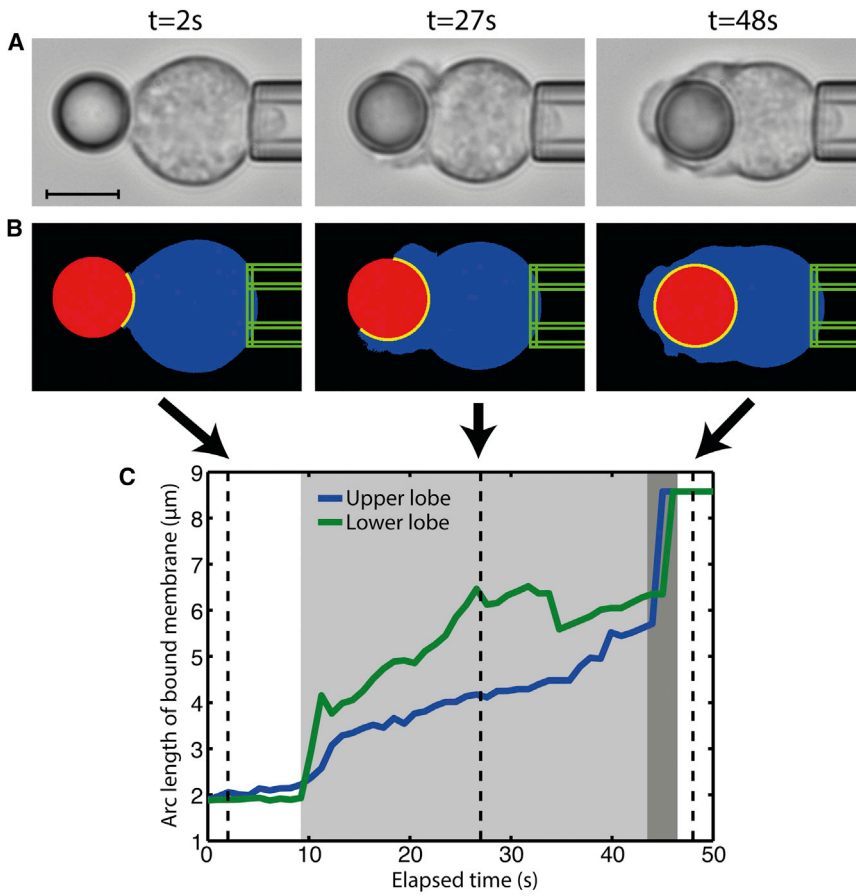 t=2s t=27s t=48s
A
B
C
Upper lobe
Lower lobe
Arc length of bound membrane (μm)
9
8
7
6
5
4
3
2
1
0 10 20 30 40 50
Elapsed time (s)